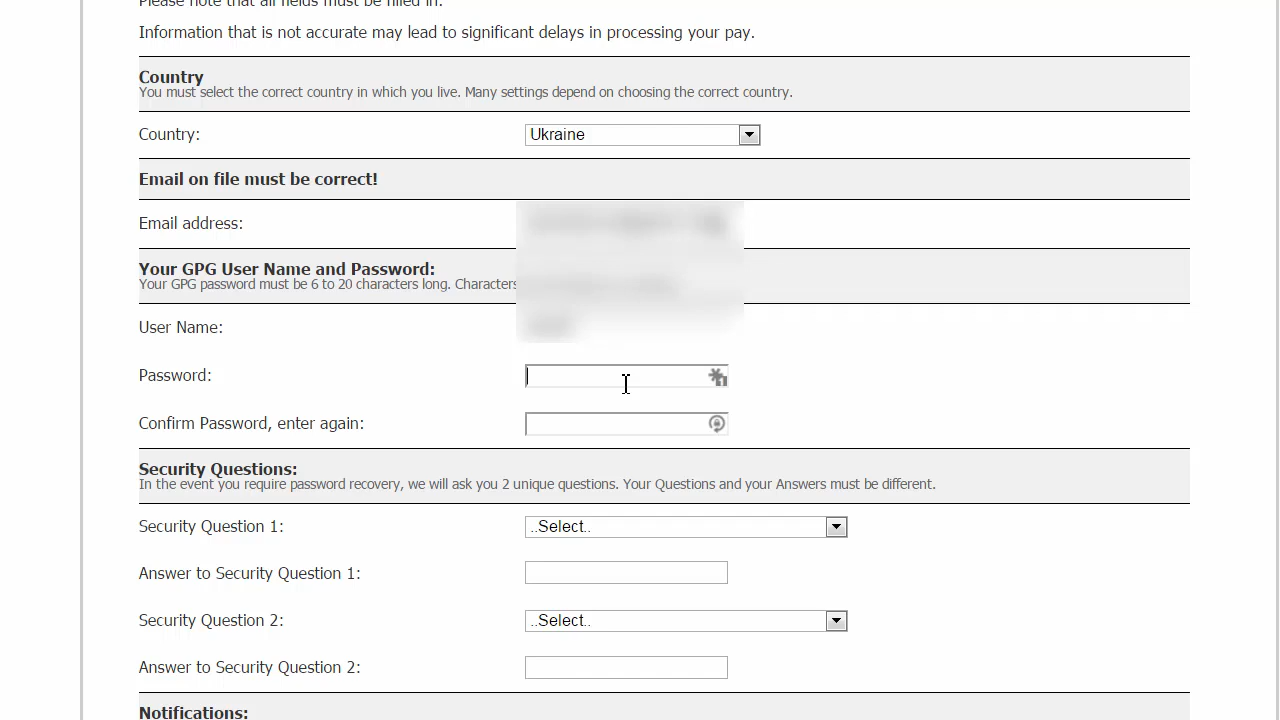 Please note that all fields must be filled in.
Information that is not accurate may lead to significant delays in processing your pay.
Country
You must select the correct country in which you live. Many settings depend on choosing the correct country.
Country:
Ukraine
Email on file must be correct!
Email address:
Your GPG User Name and Password:
Your GPG password must be 6 to 20 characters long. Characters
User Name:
Password:
Confirm Password, enter again:
Security Questions:
In the event you require password recovery, we will ask you 2 unique questions. Your Questions and your Answers must be different.
Security Question 1:
..Select..
Answer to Security Question 1:
Security Question 2:
..Select..
Answer to Security Question 2:
Notifications: